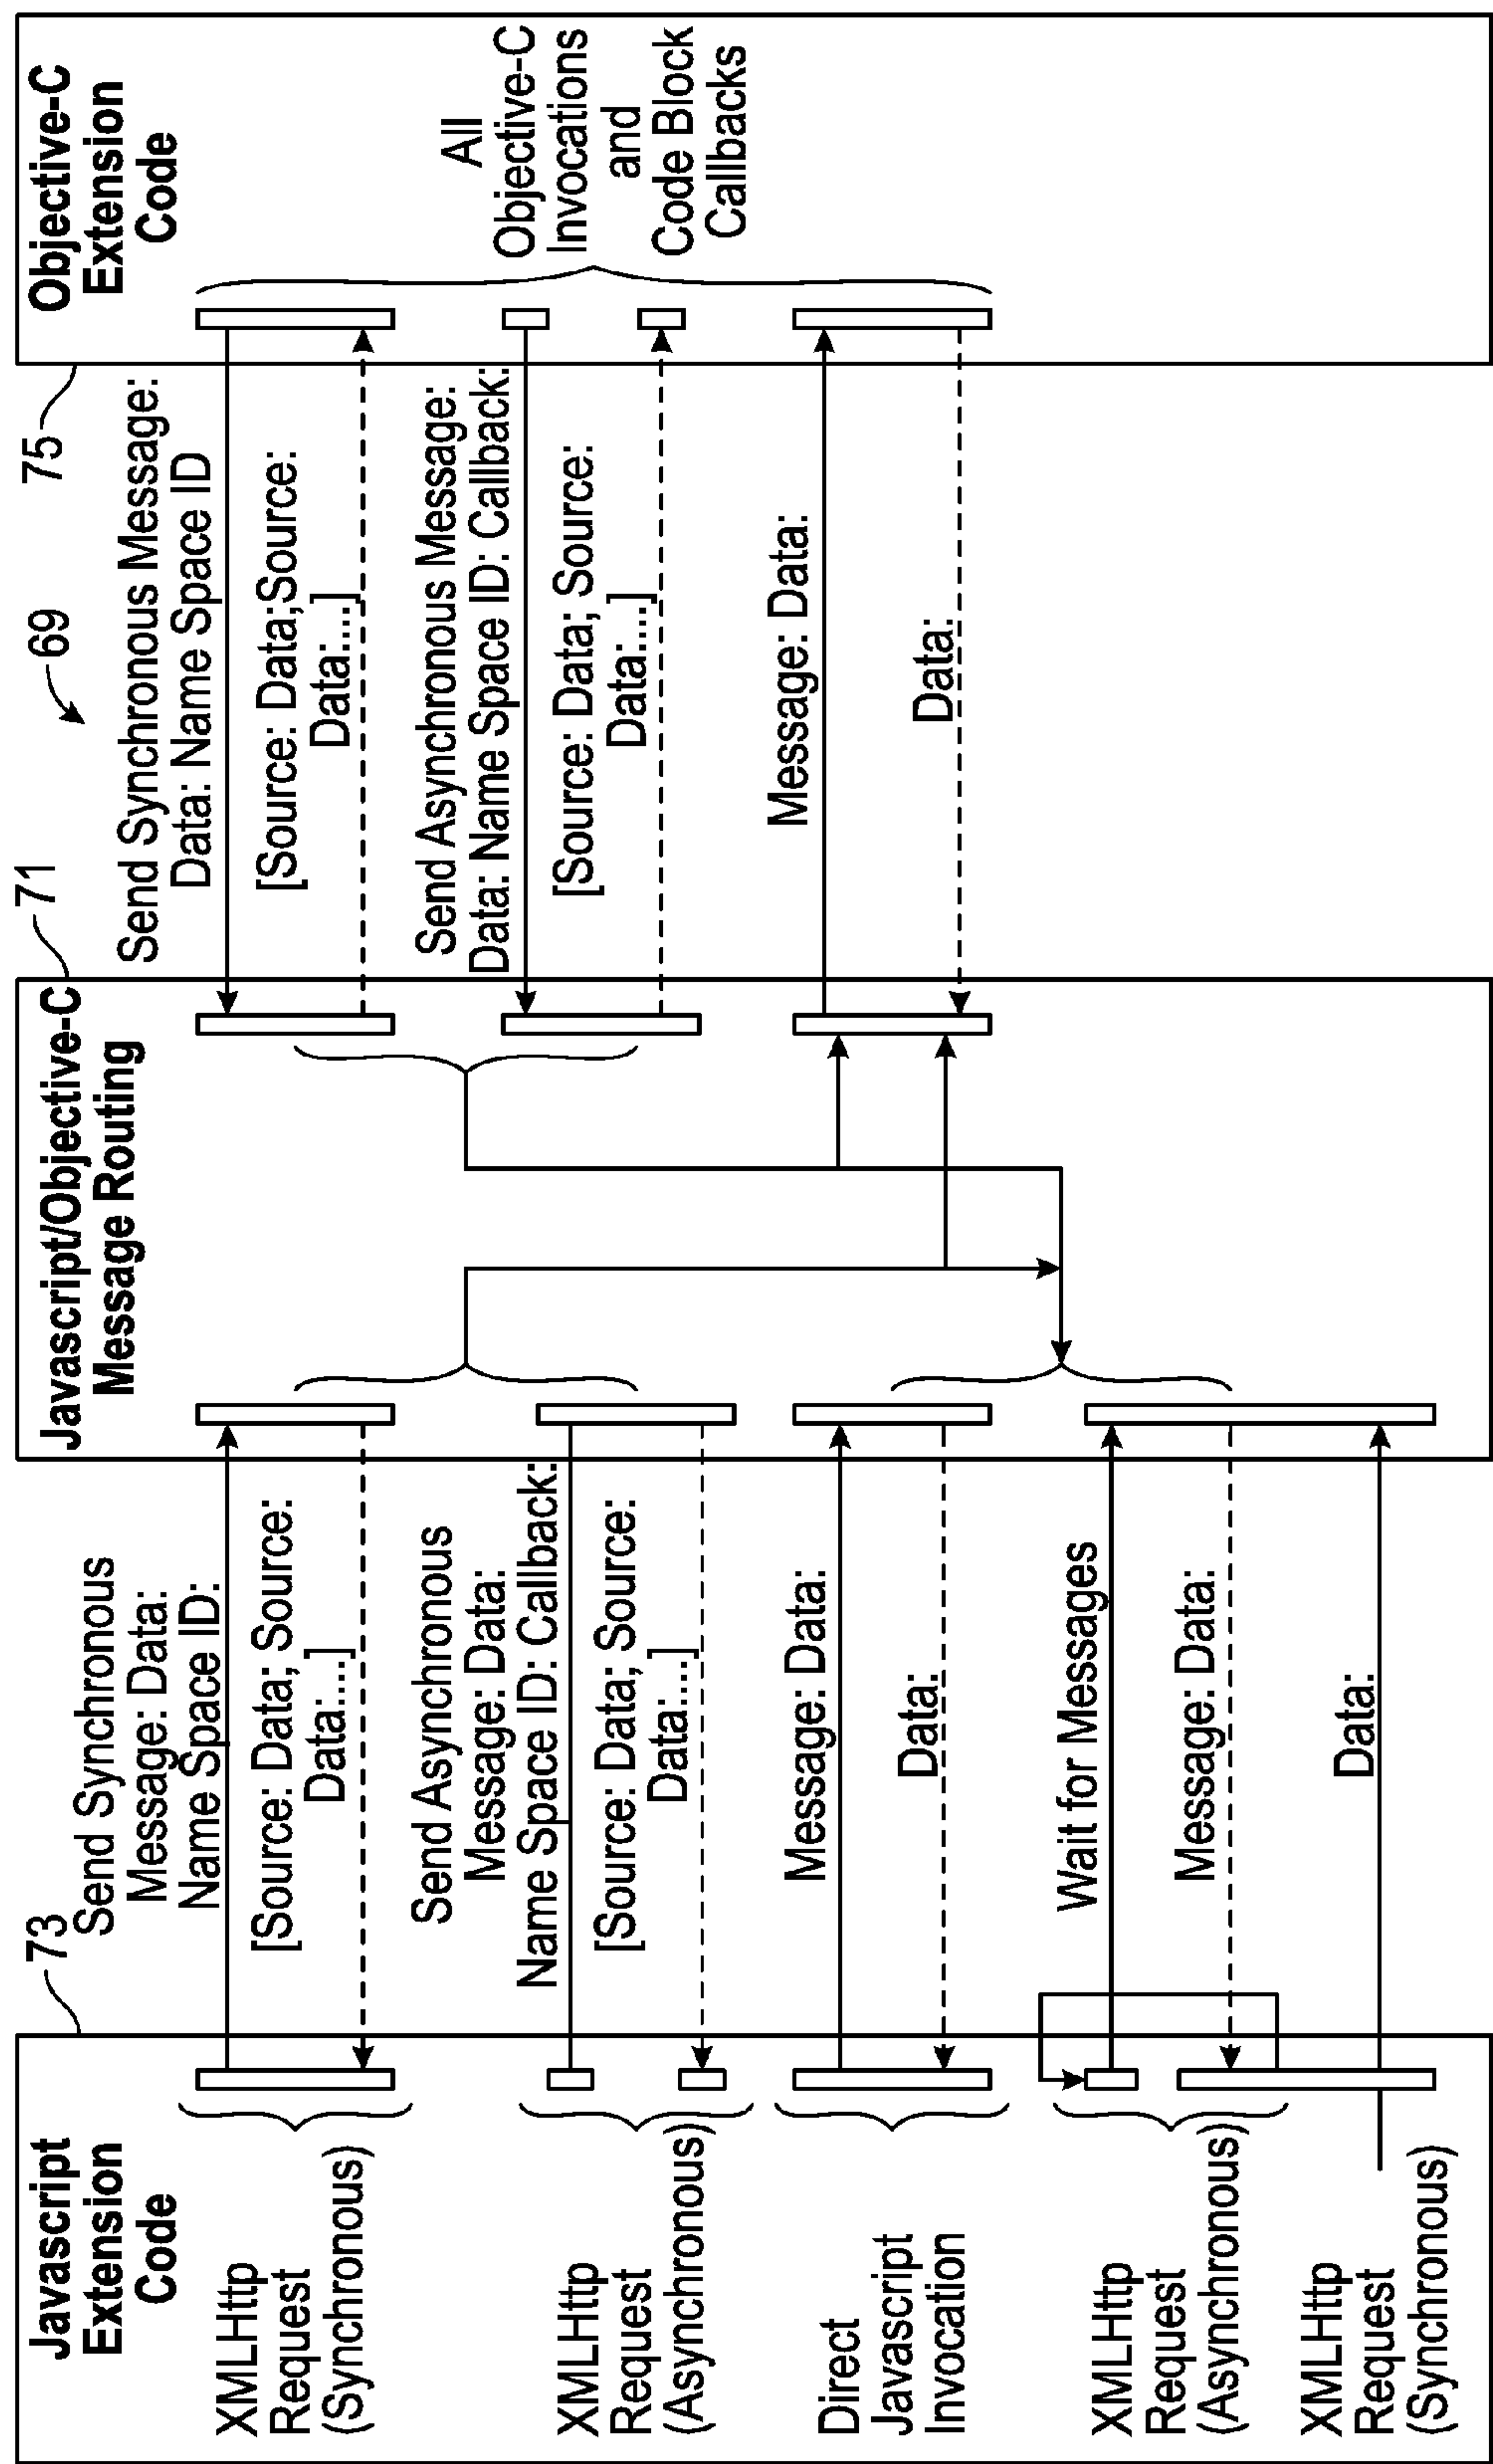 Javascript
Extension
Code
XMLHttp
Request
(Synchronous)
XMLHttp
Request
(Asynchronous)
Direct
Javascript
Invocation
XMLHttp
Request
(Asynchronous)
XMLHttp
Request
(Synchronous)
73
Send Synchronous
Message: Data:
Name Space ID:
[Source: Data; Source:
Data:...]
Send Asynchronous
Message: Data:
Name Space ID: Callback:
[Source: Data; Source:
Data:...]
Message: Data:
Data:
Wait for Messages
Message: Data:
Data:
Javascript/Objective-C
Message Routing
71
69
Send Synchronous Message:
Data: Name Space ID
[Source: Data;Source:
Data:...]
Send Asynchronous Message:
Data: Name Space ID: Callback:
[Source: Data; Source:
Data:...]
Message: Data:
Data:
75
Objective-C
Extension
Code
All
Objective-C
Invocations
and
Code Block
Callbacks